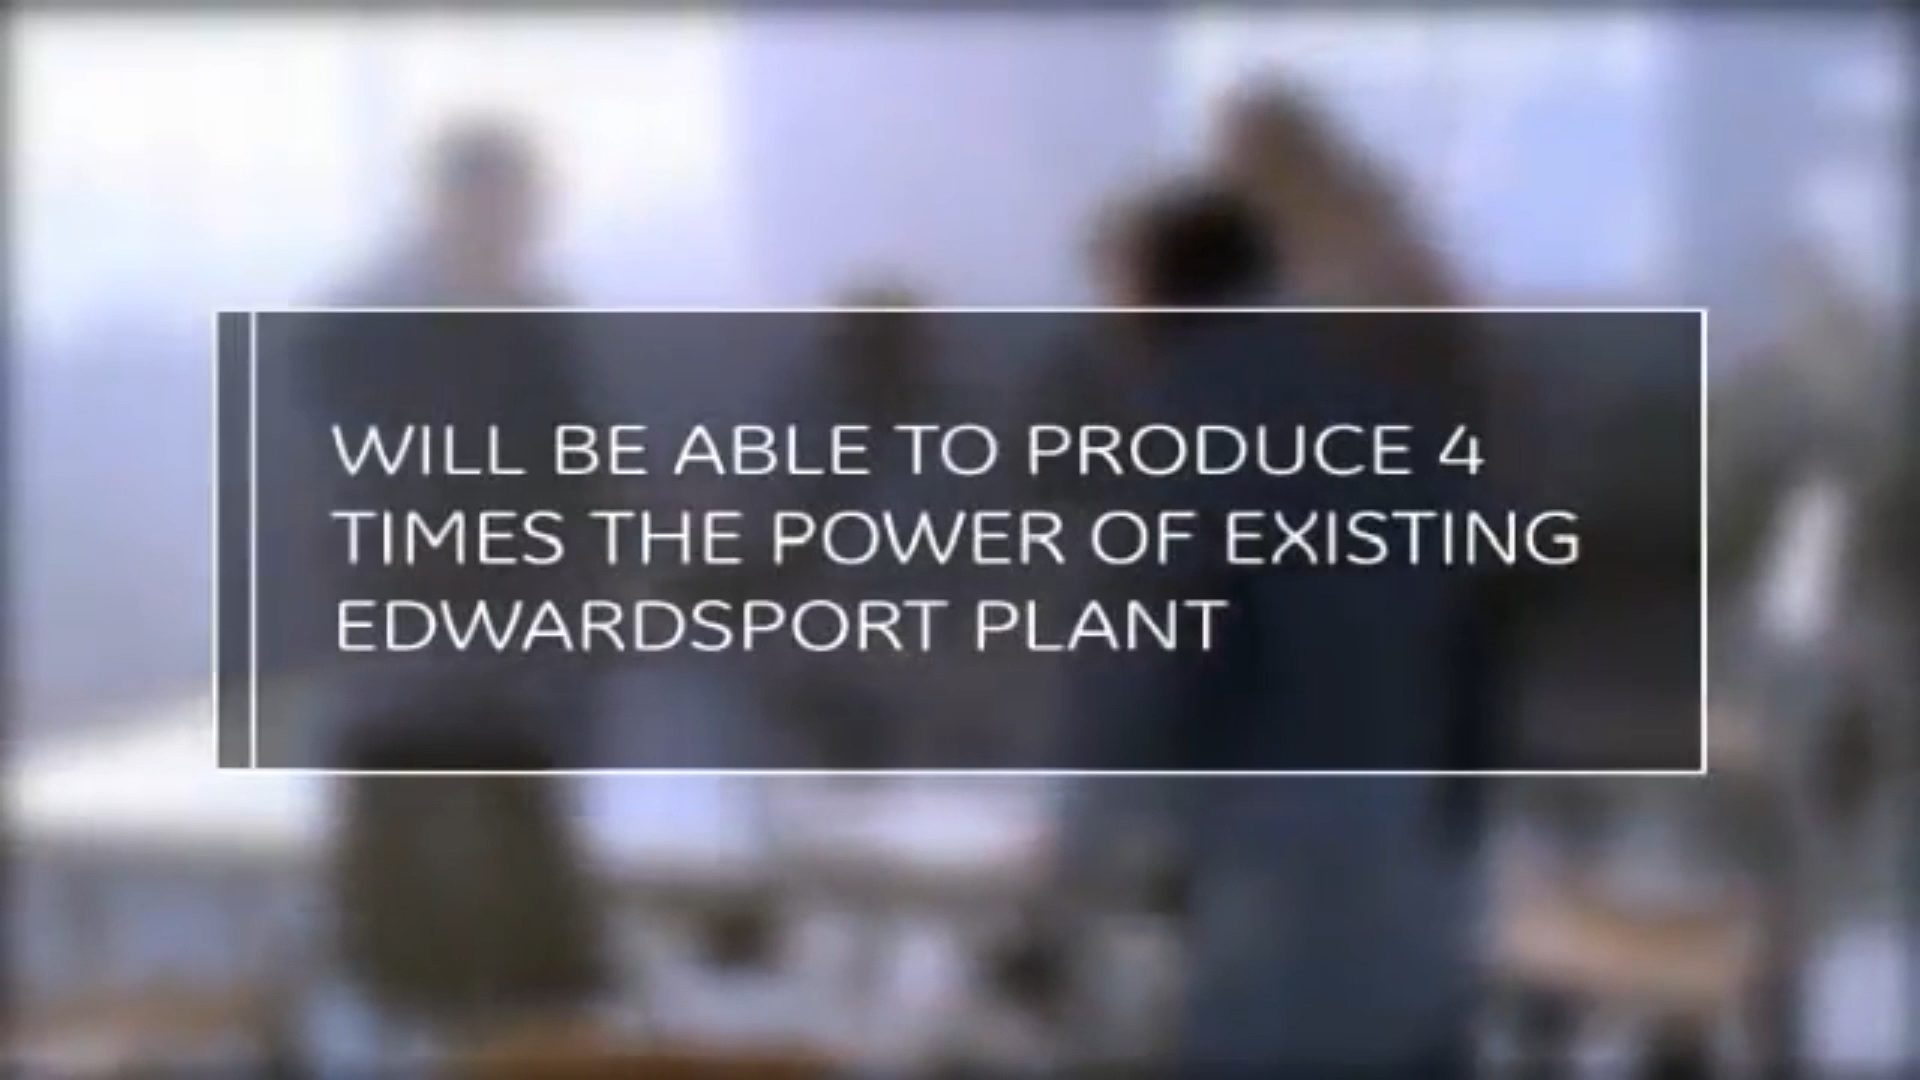 WILL BE ABLE TO PRODUCE 4
TIMES THE POWER OF EXISTING
EDWARDSPORT PLANT